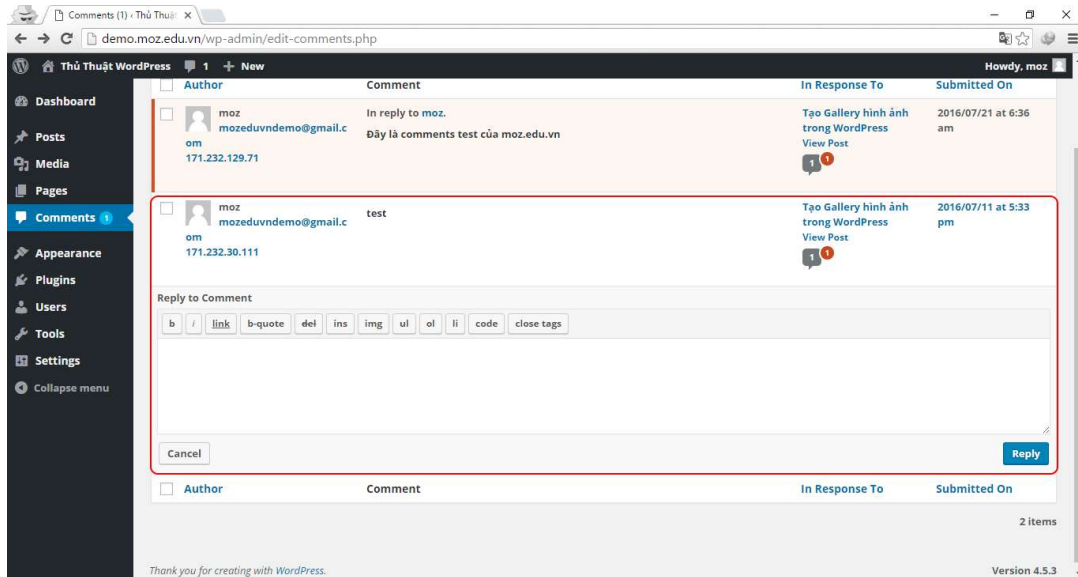 Comments (1) ‹ Thủ Thuậ
demo.moz.edu.vn/wp-admin/edit-comments.php
Thủ Thuật WordPress 1 + New Howdy, moz
Dashboard
Posts
Media
Pages
Comments 1
Appearance
Plugins
Users
Tools
Settings
Collapse menu
Author Comment In Response To Submitted On
moz
mozeduvndemo@gmail.c
om
171.232.129.71
In reply to moz.
Đây là comments test của moz.edu.vn
Tạo Gallery hình ảnh
trong WordPress
View Post
1 1
2016/07/21 at 6:36
am
moz
mozeduvndemo@gmail.c
om
171.232.30.111
test
Tạo Gallery hình ảnh
trong WordPress
View Post
1 1
2016/07/11 at 5:33
pm
Reply to Comment
b i link b-quote del ins img ul ol li code close tags
Cancel Reply
Author Comment In Response To Submitted On
2 items
Thank you for creating with WordPress. Version 4.5.3